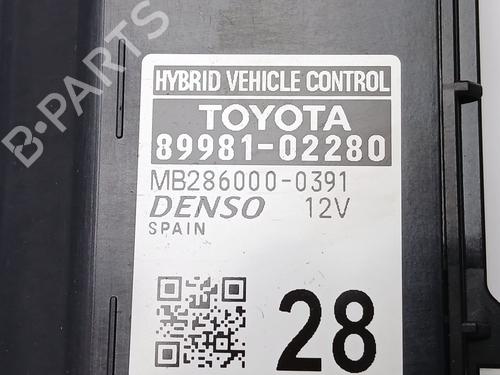 HYBRID VEHICLE CONTROL
TOYOTA
89981-02280
MB286000-0391
DENSO 12V
SPAIN
28
B-PARTS